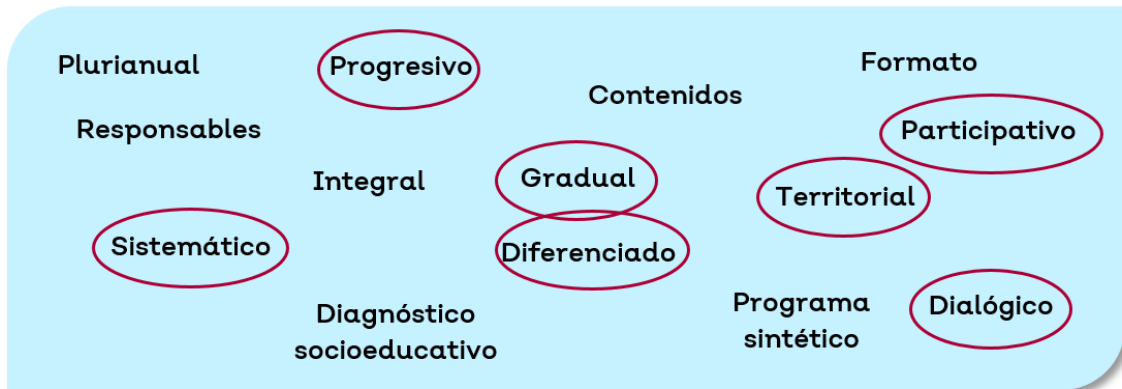 Plurianual
Progresivo
Formato
Contenidos
Responsables
Participativo
Integral
Gradual
Territorial
Sistemático
Diferenciado
Programa
sintético
Dialógico
Diagnóstico
socioeducativo